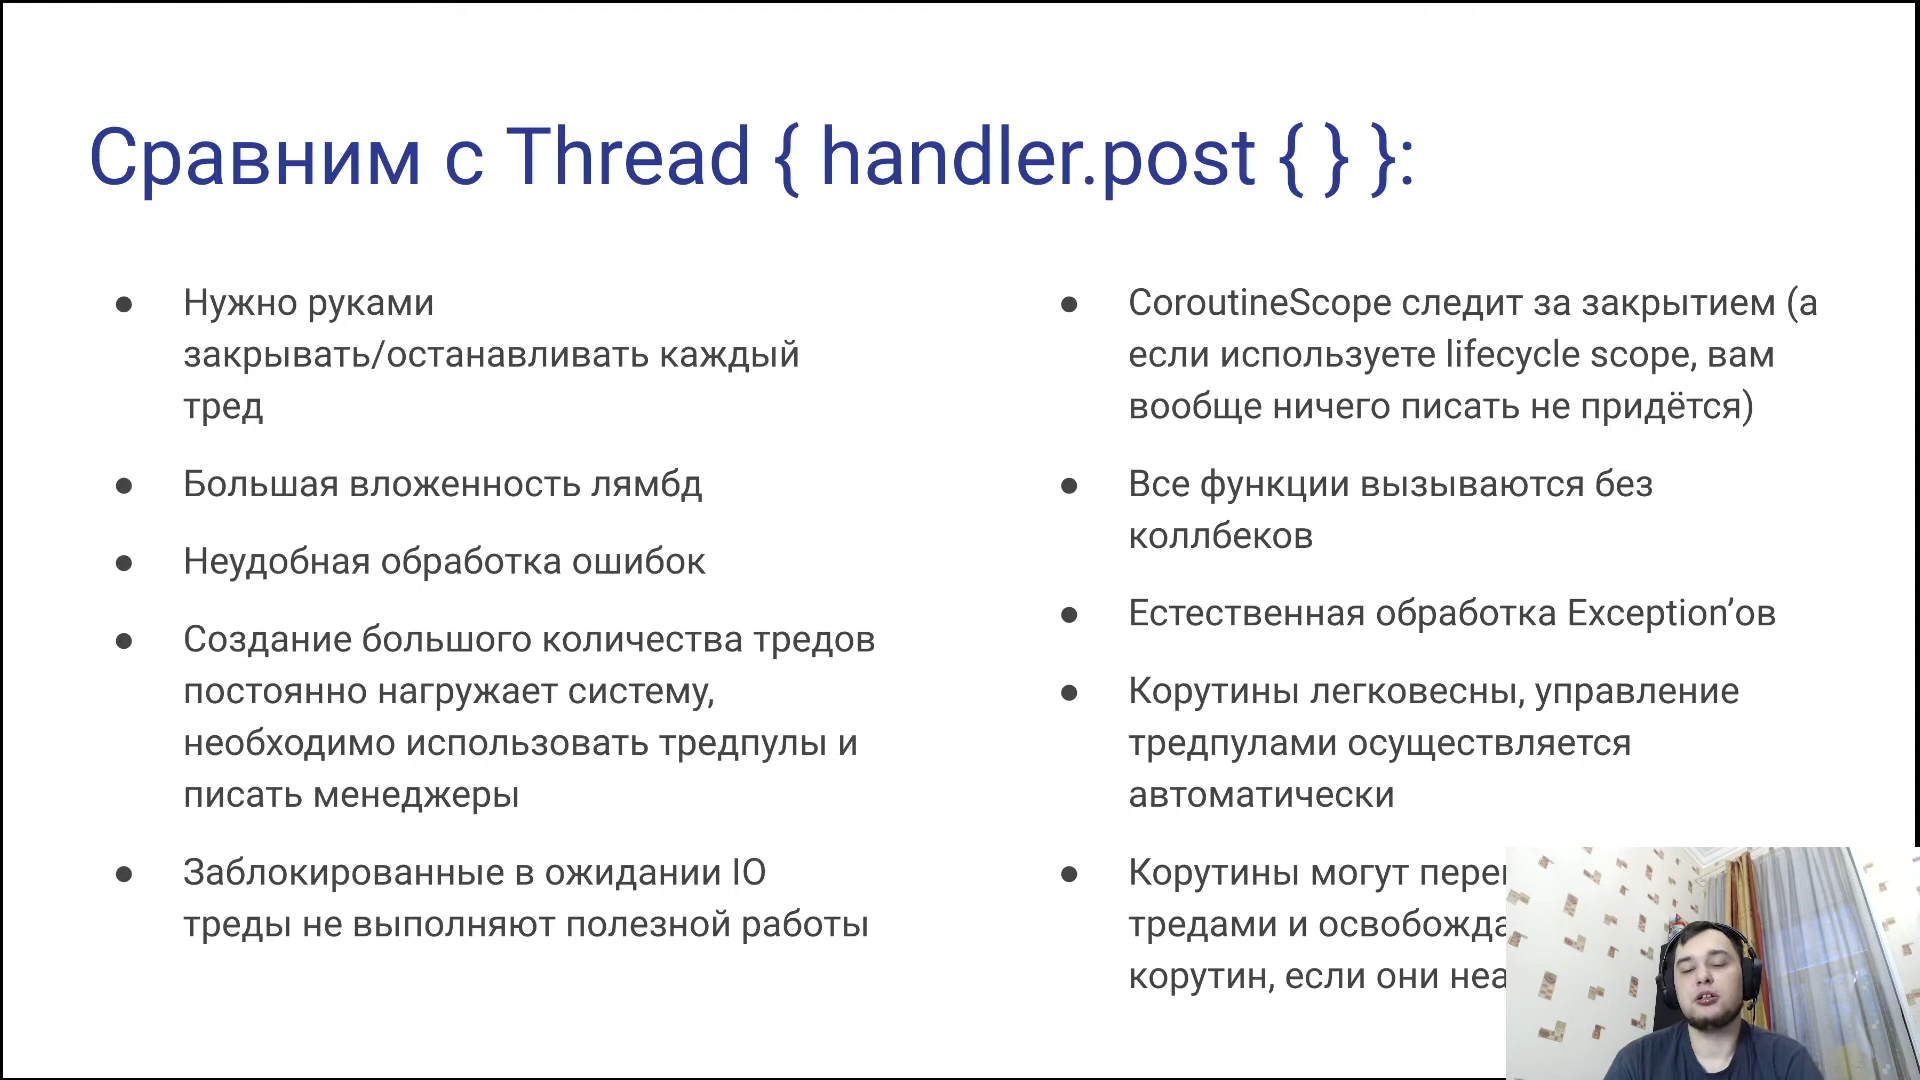 Сравним с Thread { handler.post { } }:
● Нужно руками
закрывать/останавливать каждый
тред
● Большая вложенность лямбд
● Неудобная обработка ошибок
● Создание большого количества тредов
постоянно нагружает систему,
необходимо использовать тредпулы и
писать менеджеры
● Заблокированные в ожидании IO
треды не выполняют полезной работы
● CoroutineScope следит за закрытием (а
если используете lifecycle scope, вам
вообще ничего писать не придётся)
● Все функции вызываются без
коллбеков
● Естественная обработка Exception’ов
● Корутины легковесны, управление
тредпулами осуществляется
автоматически
● Корутины могут
тредами и
корутин, если они